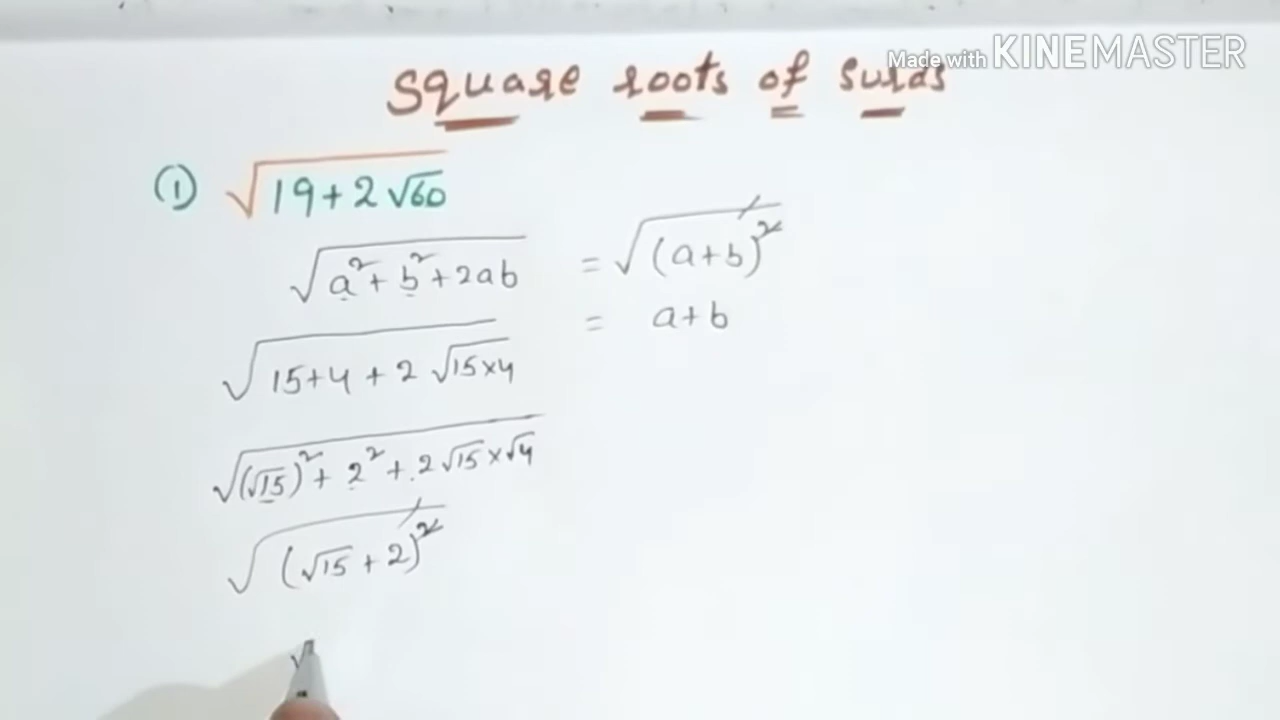 Made with KINEMASTER
Square roots of surds
① √(19+2√60)
√(a²+b²+2ab) = √((a+b)²)
= a+b
√(15+4+2√(15×4))
√((√15)²+2²+2√15×√4)
√((√15+2)²)
√